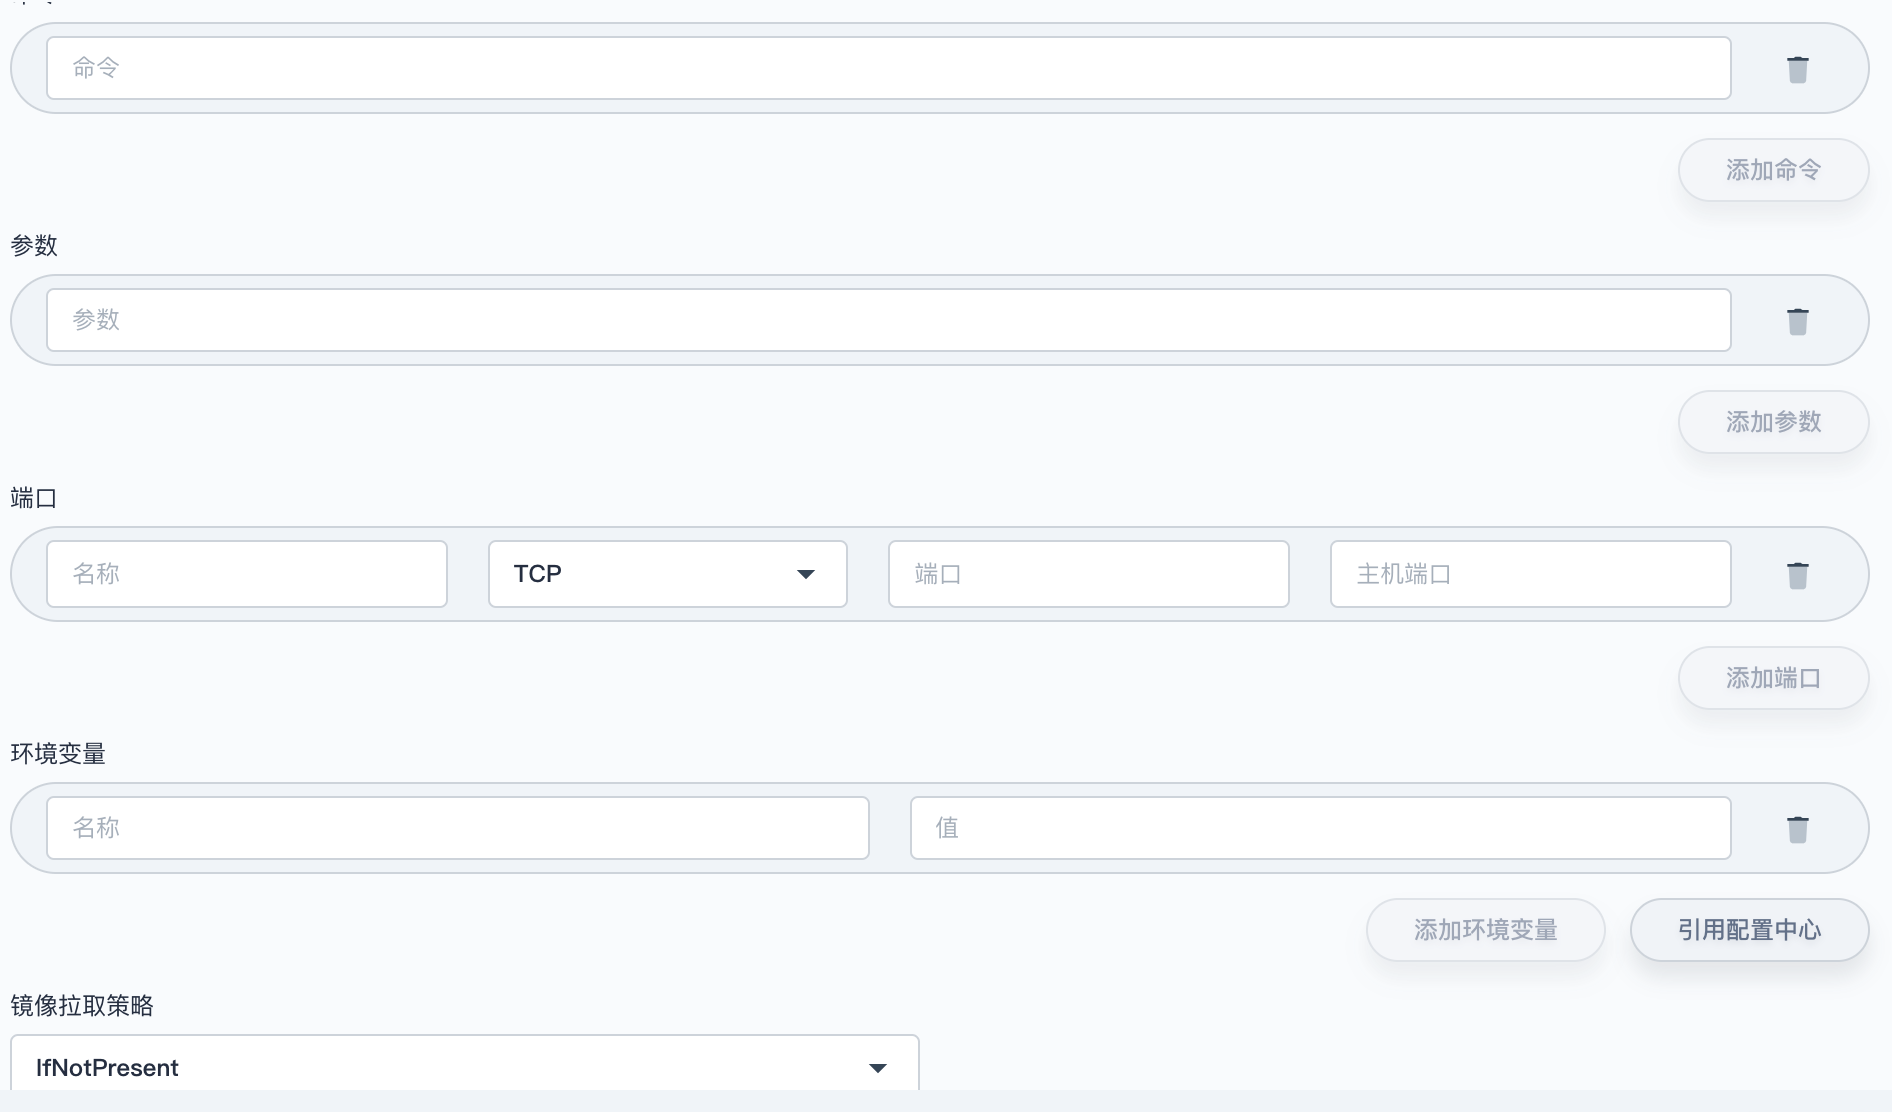 命令
添加命令
参数
参数
添加参数
端口
名称 TCP 端口 主机端口
添加端口
环境变量
名称 值
添加环境变量 引用配置中心
镜像拉取策略
IfNotPresent